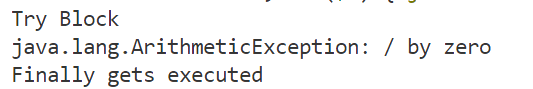 Try Block
java.lang.ArithmeticException: / by zero
Finally gets executed